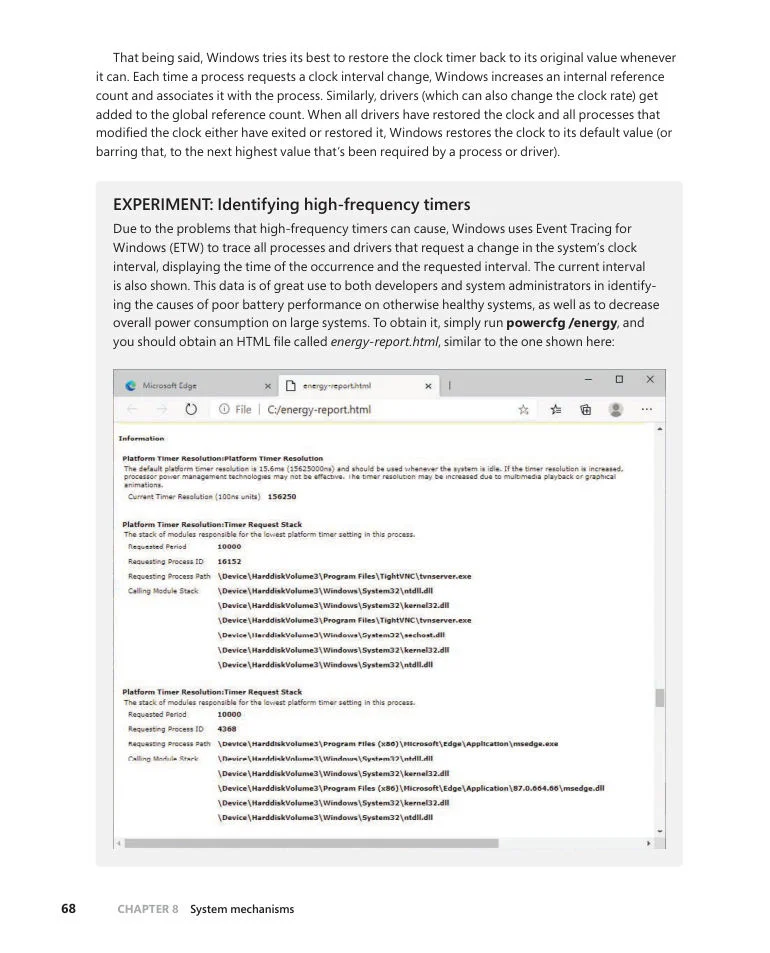 That being said, Windows tries its best to restore the clock timer back to its original value whenever
it can. Each time a process requests a clock interval change, Windows increases an internal reference
count and associates it with the process. Similarly, drivers (which can also change the clock rate) get
added to the global reference count. When all drivers have restored the clock and all processes that
modified the clock either have exited or restored it, Windows restores the clock to its default value (or
barring that, to the next highest value that’s been required by a process or driver).
EXPERIMENT: Identifying high-frequency timers
Due to the problems that high-frequency timers can cause, Windows uses Event Tracing for
Windows (ETW) to trace all processes and drivers that request a change in the system’s clock
interval, displaying the time of the occurrence and the requested interval. The current interval
is also shown. This data is of great use to both developers and system administrators in identify-
ing the causes of poor battery performance on otherwise healthy systems, as well as to decrease
overall power consumption on large systems. To obtain it, simply run powercfg /energy, and
you should obtain an HTML file called energy-report.html, similar to the one shown here:
Microsoft Edge energy-report.html
File | C:/energy-report.html
Information
Platform Timer Resolution:Platform Timer Resolution
The default platform timer resolution is 15.6ms (15625000ns) and should be used whenever the system is idle. If the timer resolution is increased,
processor power management technologies may not be effective. The timer resolution may be increased due to multimedia playback or graphical
animations.
Current Timer Resolution (100ns units) 156250
Platform Timer Resolution:Timer Request Stack
The stack of modules responsible for the lowest platform timer setting in this process.
Requested Period 10000
Requesting Process ID 16152
Requesting Process Path \Device\HarddiskVolume3\Program Files\TightVNC\tvnserver.exe
Calling Module Stack \Device\HarddiskVolume3\Windows\System32\ntdll.dll
\Device\HarddiskVolume3\Windows\System32\kernel32.dll
\Device\HarddiskVolume3\Program Files\TightVNC\tvnserver.exe
\Device\HarddiskVolume3\Windows\System32\sechost.dll
\Device\HarddiskVolume3\Windows\System32\kernel32.dll
\Device\HarddiskVolume3\Windows\System32\ntdll.dll
Platform Timer Resolution:Timer Request Stack
The stack of modules responsible for the lowest platform timer setting in this process.
Requested Period 10000
Requesting Process ID 4368
Requesting Process Path \Device\HarddiskVolume3\Program Files (x86)\Microsoft\Edge\Application\msedge.exe
Calling Module Stack \Device\HarddiskVolume3\Windows\System32\ntdll.dll
\Device\HarddiskVolume3\Windows\System32\kernel32.dll
\Device\HarddiskVolume3\Program Files (x86)\Microsoft\Edge\Application\87.0.664.66\msedge.dll
\Device\HarddiskVolume3\Windows\System32\kernel32.dll
\Device\HarddiskVolume3\Windows\System32\ntdll.dll
68 CHAPTER 8 System mechanisms